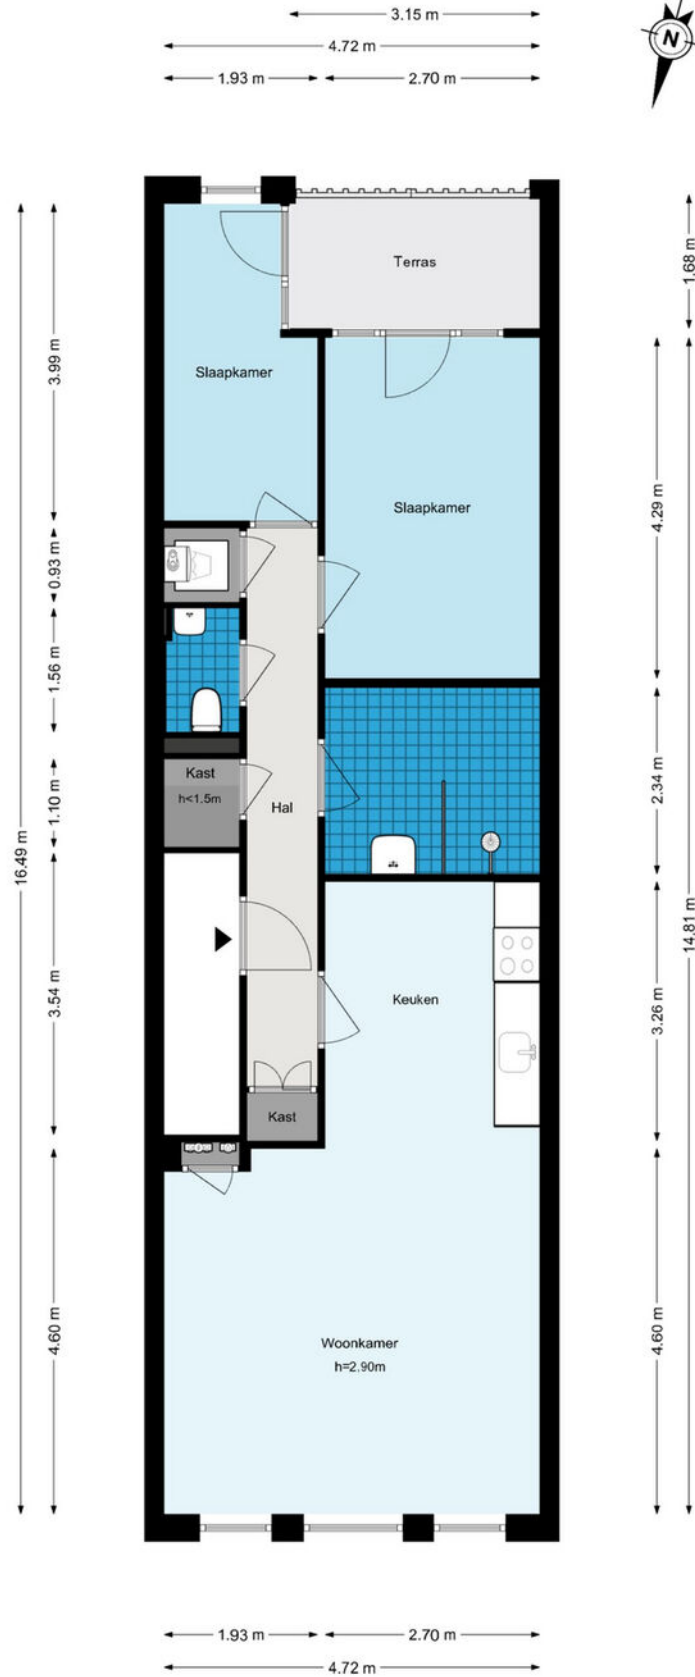 3.15 m
4.72 m
1.93 m
2.70 m
N
Terras
1.68 m
3.99 m
Slaapkamer
Slaapkamer
4.29 m
0.93 m
1.56 m
Kast
h<1.5m
1.10 m
Hal
2.34 m
16.49 m
14.81 m
3.54 m
Keuken
3.26 m
Kast
4.60 m
Woonkamer
h=2.90m
4.60 m
1.93 m
2.70 m
4.72 m